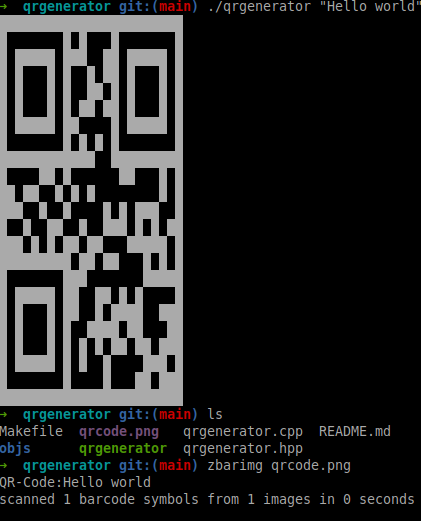 →  qrgenerator git:(main) ./qrgenerator "Hello world"
→  qrgenerator git:(main) ls
Makefile  qrcode.png   qrgenerator.cpp  README.md
objs      qrgenerator  qrgenerator.hpp
→  qrgenerator git:(main) zbarimg qrcode.png
QR-Code:Hello world
scanned 1 barcode symbols from 1 images in 0 seconds